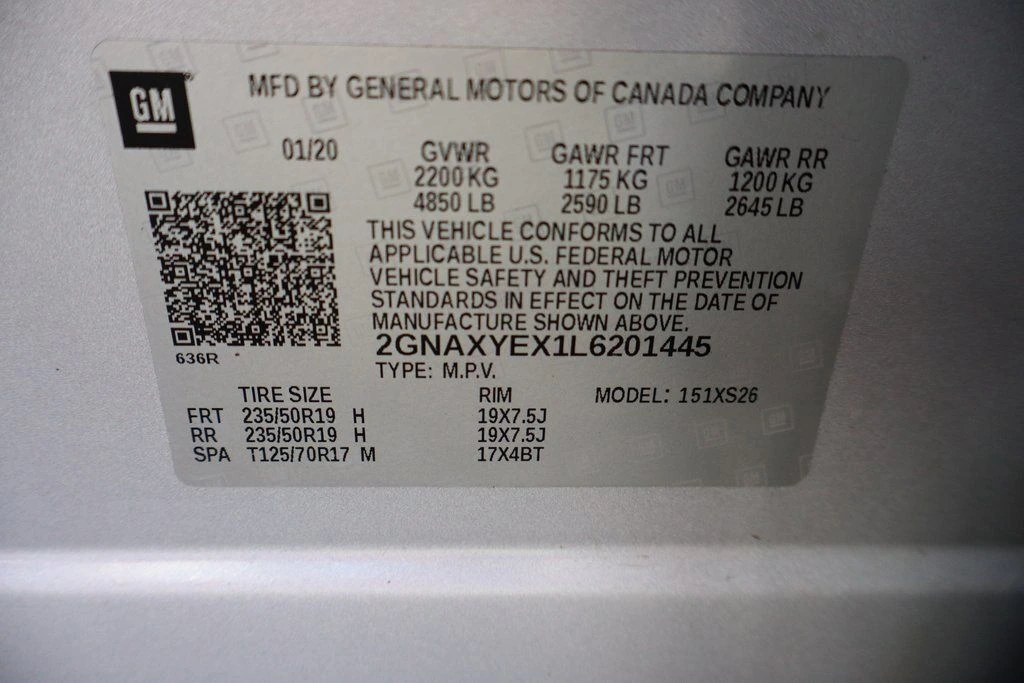 GM
MFD BY GENERAL MOTORS OF CANADA COMPANY
01/20 GVWR GAWR FRT GAWR RR
2200 KG 1175 KG 1200 KG
4850 LB 2590 LB 2645 LB
THIS VEHICLE CONFORMS TO ALL
APPLICABLE U.S. FEDERAL MOTOR
VEHICLE SAFETY AND THEFT PREVENTION
STANDARDS IN EFFECT ON THE DATE OF
MANUFACTURE SHOWN ABOVE.
2GNAXYEX1L6201445
636R
TYPE: M.P.V.
TIRE SIZE RIM MODEL: 151XS26
FRT 235/50R19 H 19X7.5J
RR 235/50R19 H 19X7.5J
SPA T125/70R17 M 17X4BT